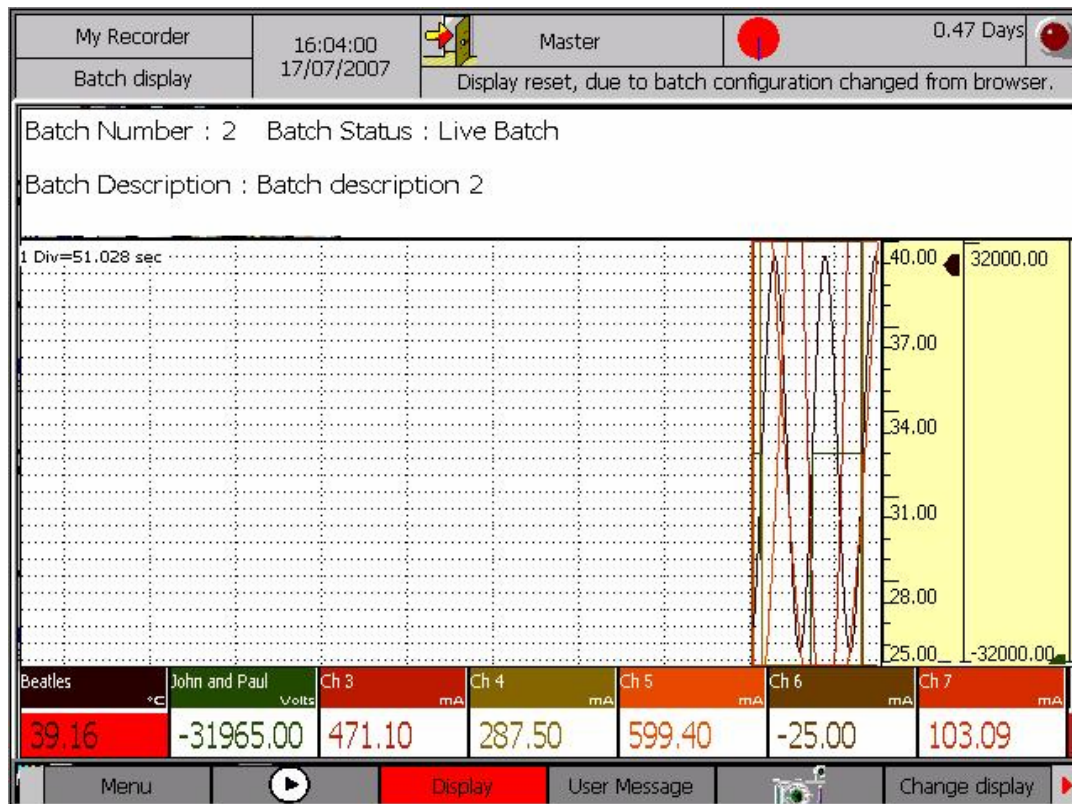 My Recorder
Batch display
16:04:00
17/07/2007
Master
0.47 Days
Display reset, due to batch configuration changed from browser.
Batch Number : 2 Batch Status : Live Batch
Batch Description : Batch description 2
1 Div=51.028 sec
40.00
37.00
34.00
31.00
28.00
25.00
32000.00
-32000.00
Beatles °C
39.16
John and Paul Volts
-31965.00
Ch 3 mA
471.10
Ch 4 mA
287.50
Ch 5 mA
599.40
Ch 6 mA
-25.00
Ch 7 mA
103.09
Menu
Display
User Message
Change display